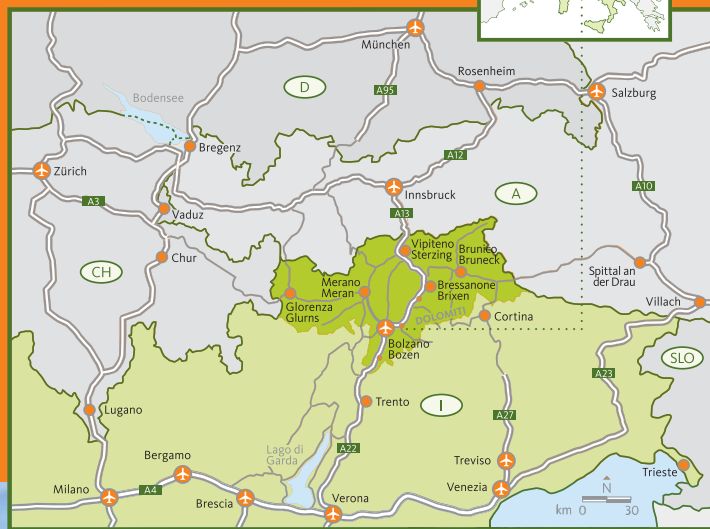 München
D
Rosenheim
A95
Salzburg
Bodensee
Bregenz
A12
Zürich
Innsbruck
A
A10
A3
Vaduz
A13
Chur
CH
Vipiteno
Sterzing
Brunico
Bruneck
Spittal an
der Drau
Merano
Meran
Bressanone
Brixen
Villach
Glorenza
Glurns
DOLOMITI
Cortina
Bolzano
Bozen
SLO
A23
Lugano
Trento
I
A27
Lago di
Garda
A22
Bergamo
Treviso
Trieste
Milano
A4
Brescia
Verona
Venezia
N
km 0 30